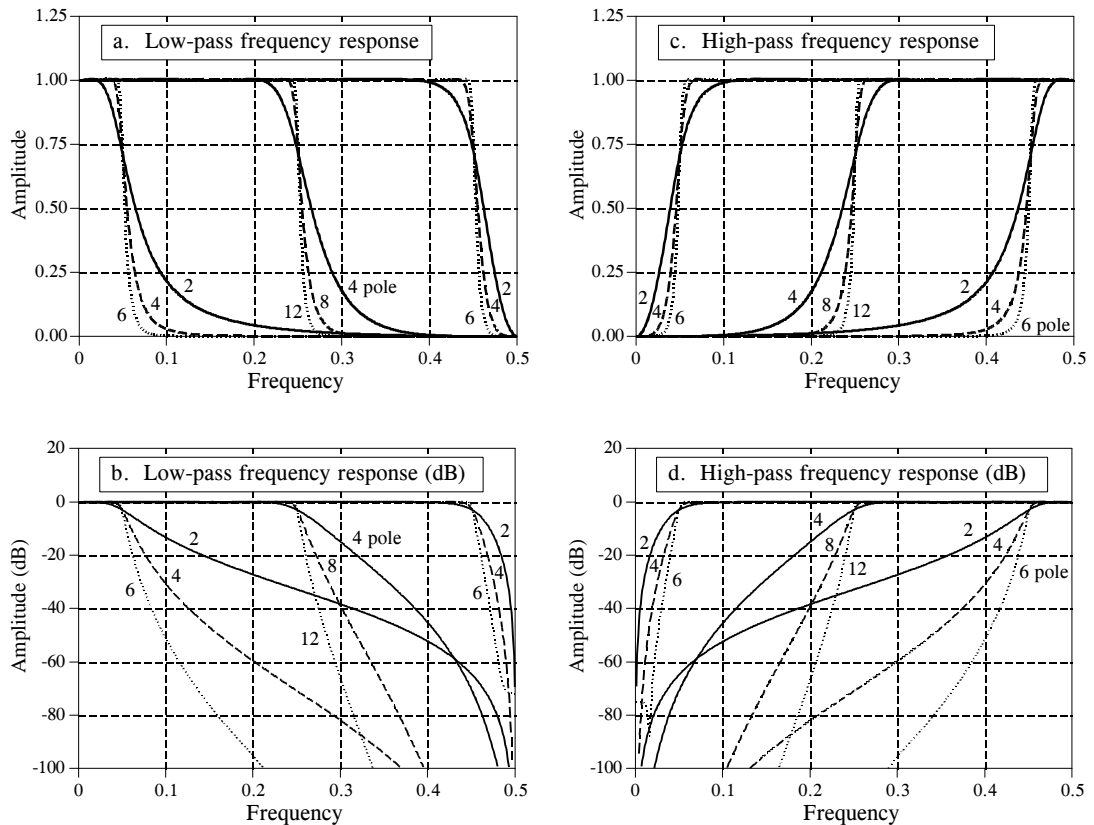 a. Low-pass frequency response
1.25
1.00
0.75
0.50
0.25
0.00
Amplitude
2
4
6
4 pole
8
12
2
4
6
0 0.1 0.2 0.3 0.4 0.5
Frequency
c. High-pass frequency response
1.25
1.00
0.75
0.50
0.25
0.00
Amplitude
2
4
6
4
8
12
2
4
6 pole
0 0.1 0.2 0.3 0.4 0.5
Frequency
b. Low-pass frequency response (dB)
20
0
-20
-40
-60
-80
-100
Amplitude (dB)
2
4
6
4 pole
8
12
2
4
6
0 0.1 0.2 0.3 0.4 0.5
Frequency
d. High-pass frequency response (dB)
20
0
-20
-40
-60
-80
-100
Amplitude (dB)
2
4
6
4
8
12
2
4
6 pole
0 0.1 0.2 0.3 0.4 0.5
Frequency